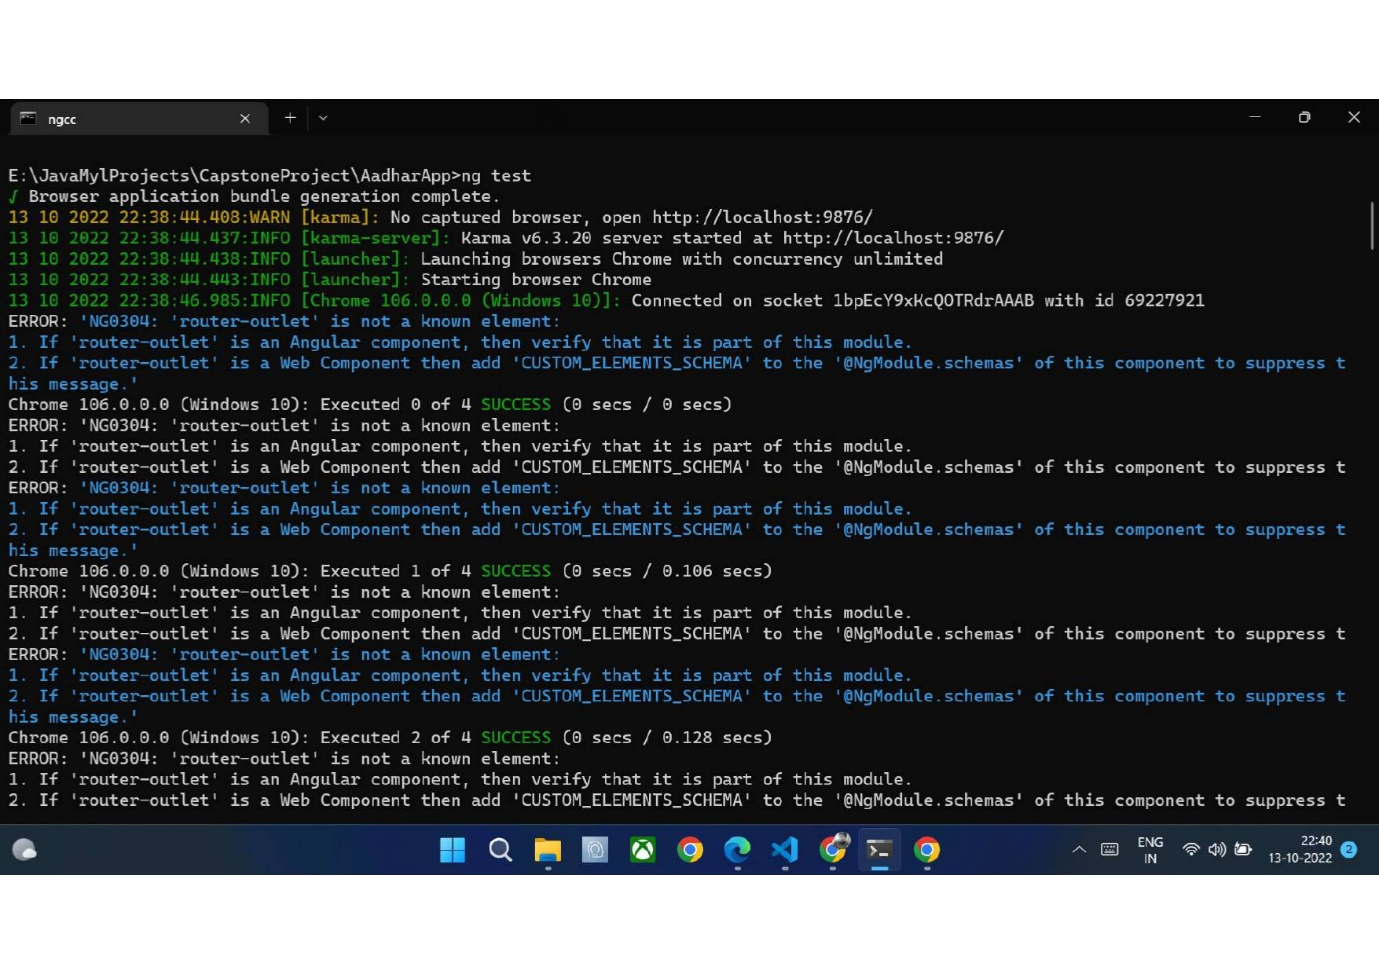 ngcc
E:\JavaMylProjects\CapstoneProject\AadharApp>ng test
√ Browser application bundle generation complete.
13 10 2022 22:38:44.408:WARN [karma]: No captured browser, open http://localhost:9876/
13 10 2022 22:38:44.437:INFO [karma-server]: Karma v6.3.20 server started at http://localhost:9876/
13 10 2022 22:38:44.438:INFO [launcher]: Launching browsers Chrome with concurrency unlimited
13 10 2022 22:38:44.443:INFO [launcher]: Starting browser Chrome
13 10 2022 22:38:46.985:INFO [Chrome 106.0.0.0 (Windows 10)]: Connected on socket 1bpEcY9xKcQOTRdrAAAB with id 69227921
ERROR: 'NG0304: 'router-outlet' is not a known element:
1. If 'router-outlet' is an Angular component, then verify that it is part of this module.
2. If 'router-outlet' is a Web Component then add 'CUSTOM_ELEMENTS_SCHEMA' to the '@NgModule.schemas' of this component to suppress t
his message.'
Chrome 106.0.0.0 (Windows 10): Executed 0 of 4 SUCCESS (0 secs / 0 secs)
ERROR: 'NG0304: 'router-outlet' is not a known element:
1. If 'router-outlet' is an Angular component, then verify that it is part of this module.
2. If 'router-outlet' is a Web Component then add 'CUSTOM_ELEMENTS_SCHEMA' to the '@NgModule.schemas' of this component to suppress t
ERROR: 'NG0304: 'router-outlet' is not a known element:
1. If 'router-outlet' is an Angular component, then verify that it is part of this module.
2. If 'router-outlet' is a Web Component then add 'CUSTOM_ELEMENTS_SCHEMA' to the '@NgModule.schemas' of this component to suppress t
his message.'
Chrome 106.0.0.0 (Windows 10): Executed 1 of 4 SUCCESS (0 secs / 0.106 secs)
ERROR: 'NG0304: 'router-outlet' is not a known element:
1. If 'router-outlet' is an Angular component, then verify that it is part of this module.
2. If 'router-outlet' is a Web Component then add 'CUSTOM_ELEMENTS_SCHEMA' to the '@NgModule.schemas' of this component to suppress t
ERROR: 'NG0304: 'router-outlet' is not a known element:
1. If 'router-outlet' is an Angular component, then verify that it is part of this module.
2. If 'router-outlet' is a Web Component then add 'CUSTOM_ELEMENTS_SCHEMA' to the '@NgModule.schemas' of this component to suppress t
his message.'
Chrome 106.0.0.0 (Windows 10): Executed 2 of 4 SUCCESS (0 secs / 0.128 secs)
ERROR: 'NG0304: 'router-outlet' is not a known element:
1. If 'router-outlet' is an Angular component, then verify that it is part of this module.
2. If 'router-outlet' is a Web Component then add 'CUSTOM_ELEMENTS_SCHEMA' to the '@NgModule.schemas' of this component to suppress t
ENG
IN
22:40
13-10-2022
2